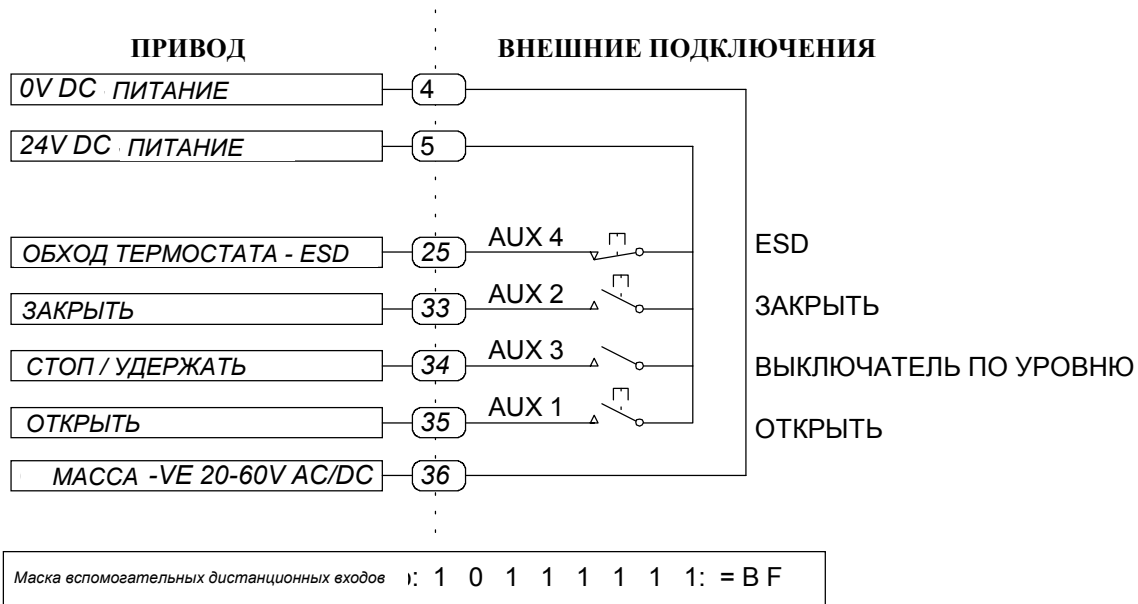 ПРИВОД ВНЕШНИЕ ПОДКЛЮЧЕНИЯ
0V DC ПИТАНИЕ 4
24V DC ПИТАНИЕ 5
ОБХОД ТЕРМОСТАТА - ESD 25 AUX 4 ESD
ЗАКРЫТЬ 33 AUX 2 ЗАКРЫТЬ
СТОП / УДЕРЖАТЬ 34 AUX 3 ВЫКЛЮЧАТЕЛЬ ПО УРОВНЮ
ОТКРЫТЬ 35 AUX 1 ОТКРЫТЬ
МАССА -VE 20-60V AC/DC 36
Маска вспомогательных дистанционных входов : 1 0 1 1 1 1 1 1: = B F